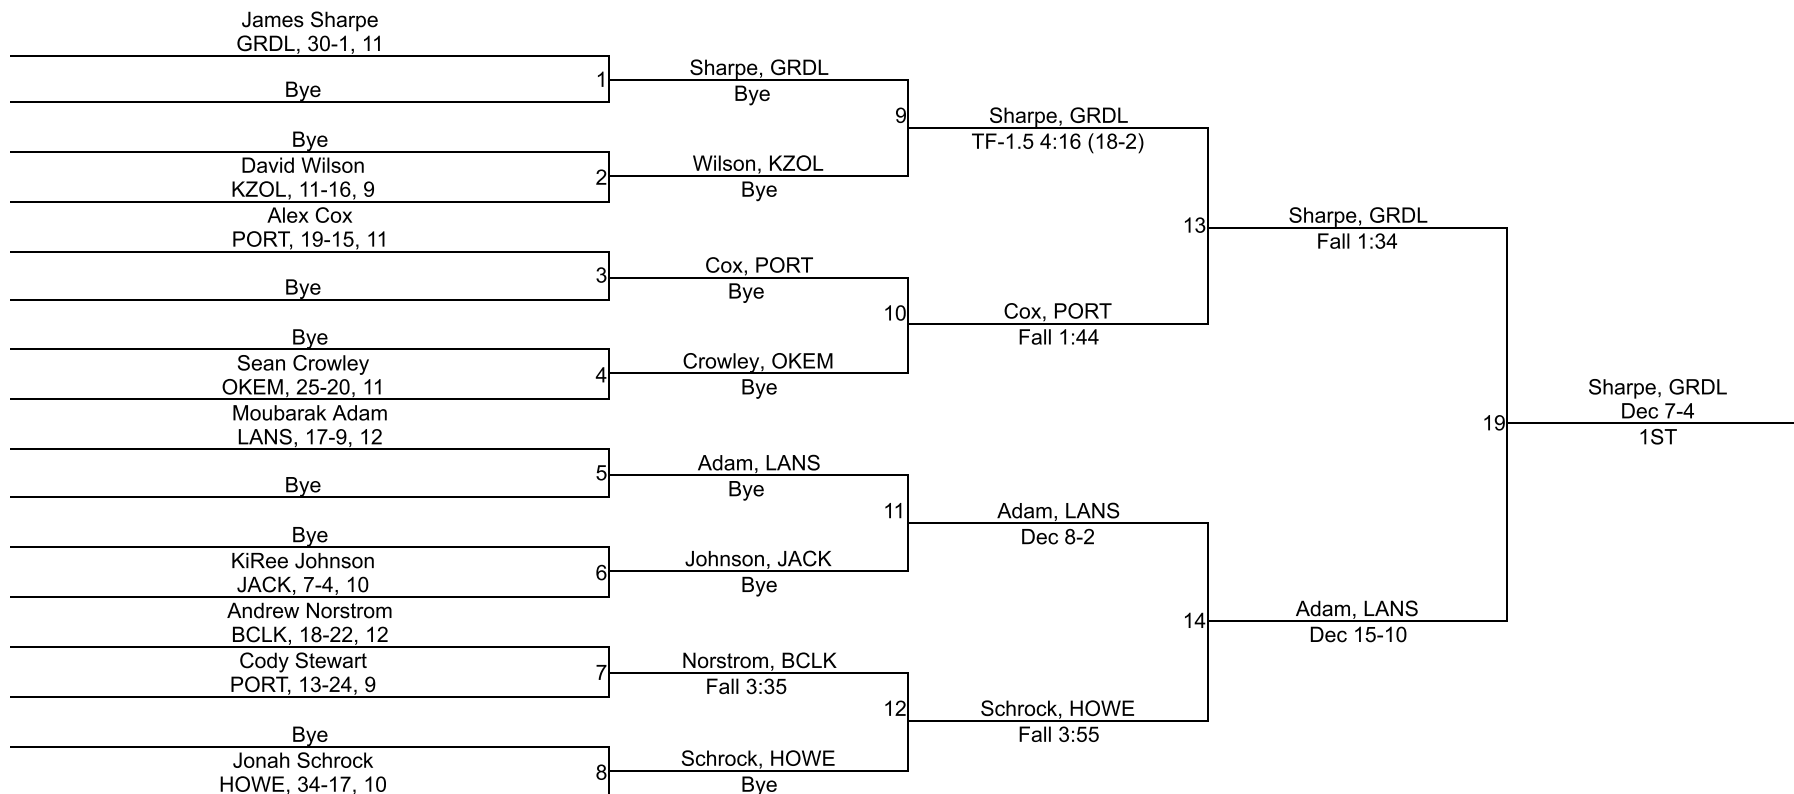 James Sharpe
GRDL, 30-1, 11
Bye
1
Bye
David Wilson
KZOL, 11-16, 9
2
Alex Cox
PORT, 19-15, 11
Bye
3
Bye
Sean Crowley
OKEM, 25-20, 11
4
Moubarak Adam
LANS, 17-9, 12
Bye
5
Bye
KiRee Johnson
JACK, 7-4, 10
6
Andrew Norstrom
BCLK, 18-22, 12
Cody Stewart
PORT, 13-24, 9
7
Bye
Jonah Schrock
HOWE, 34-17, 10
8
Sharpe, GRDL
Bye
9
Wilson, KZOL
Bye
Cox, PORT
Bye
10
Crowley, OKEM
Bye
Adam, LANS
Bye
11
Johnson, JACK
Bye
Norstrom, BCLK
Fall 3:35
12
Schrock, HOWE
Bye
Sharpe, GRDL
TF-1.5 4:16 (18-2)
13
Cox, PORT
Fall 1:44
Adam, LANS
Dec 8-2
14
Schrock, HOWE
Fall 3:55
Sharpe, GRDL
Fall 1:34
19
Adam, LANS
Dec 15-10
Sharpe, GRDL
Dec 7-4
1ST